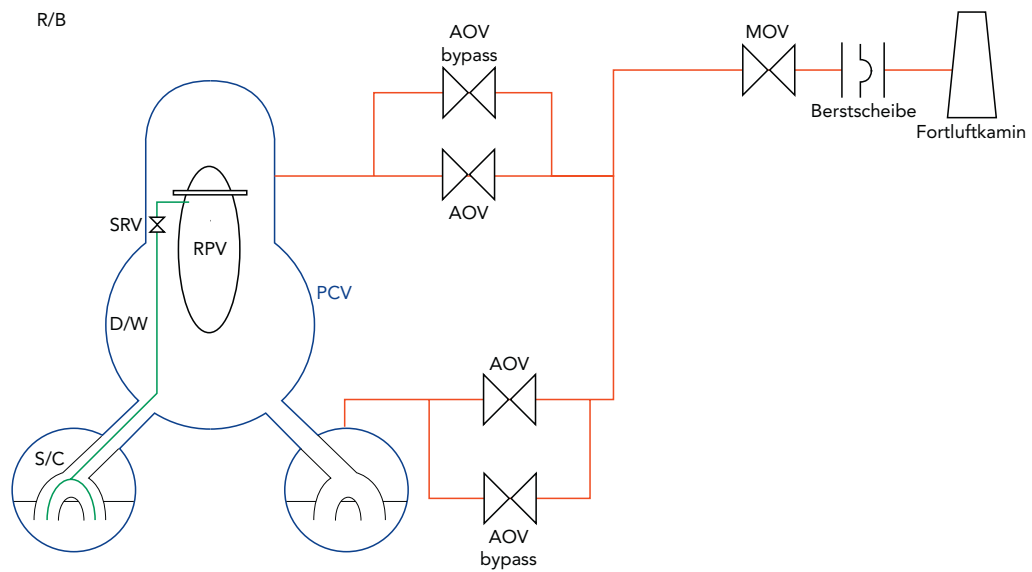 R/B
AOV
bypass
MOV
Berstscheibe
Fortluftkamin
AOV
SRV
RPV
PCV
D/W
AOV
S/C
AOV
bypass